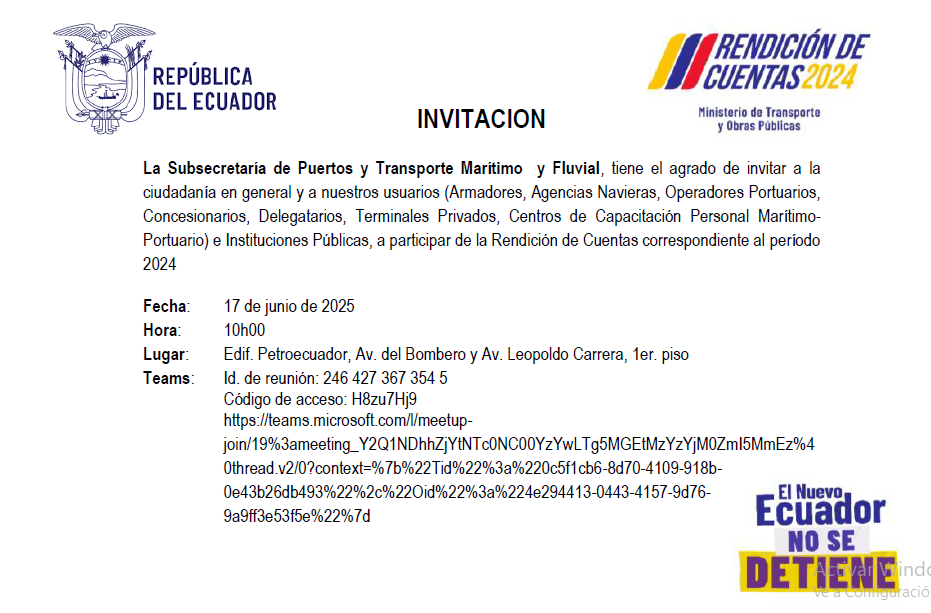 REPÚBLICA
DEL ECUADOR
RENDICIÓN DE
CUENTAS 2024
Ministerio de Transporte
y Obras Públicas
INVITACION
La Subsecretaría de Puertos y Transporte Marítimo y Fluvial, tiene el agrado de invitar a la
ciudadanía en general y a nuestros usuarios (Armadores, Agencias Navieras, Operadores Portuarios,
Concesionarios, Delegatarios, Terminales Privados, Centros de Capacitación Personal Marítimo-
Portuario) e Instituciones Públicas, a participar de la Rendición de Cuentas correspondiente al período
2024
Fecha: 17 de junio de 2025
Hora: 10h00
Lugar: Edif. Petroecuador, Av. del Bombero y Av. Leopoldo Carrera, 1er. piso
Teams: Id. de reunión: 246 427 367 354 5
Código de acceso: H8zu7Hj9
https://teams.microsoft.com/l/meetup-
join/19%3ameeting_Y2Q1NDhhZjYtNTc0NC00YzYwLTg5MGEtMzYzYjM0ZmI5MmEz%4
0thread.v2/0?context=%7b%22Tid%22%3a%220c5f1cb6-8d70-4109-918b-
0e43b26db493%22%2c%22Oid%22%3a%224e294413-0443-4157-9d76-
9a9ff3e53f5e%22%7d
El Nuevo
Ecuador
NO SE
DETIENE
Activar Windo
Ve a Configuració